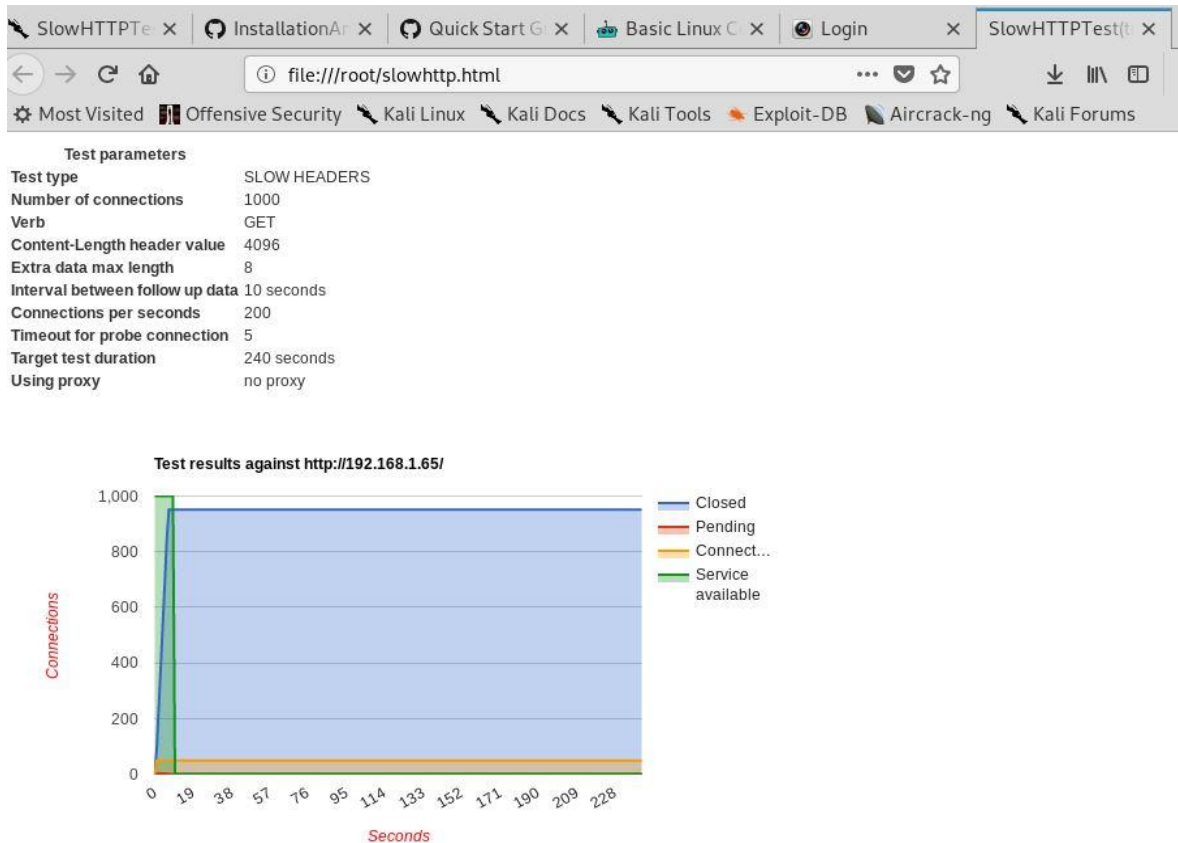 SlowHTTPTe
InstallationAn
Quick Start G
Basic Linux C
Login
SlowHTTPTest(t
file:///root/slowhttp.html
Most Visited Offensive Security Kali Linux Kali Docs Kali Tools Exploit-DB Aircrack-ng Kali Forums
Test parameters
Test type SLOW HEADERS
Number of connections 1000
Verb GET
Content-Length header value 4096
Extra data max length 8
Interval between follow up data 10 seconds
Connections per seconds 200
Timeout for probe connection 5
Target test duration 240 seconds
Using proxy no proxy
Test results against http://192.168.1.65/
1,000
800
600
400
200
0
Connections
0 19 38 57 76 95 114 133 152 171 190 209 228
Seconds
Closed
Pending
Connect...
Service
available